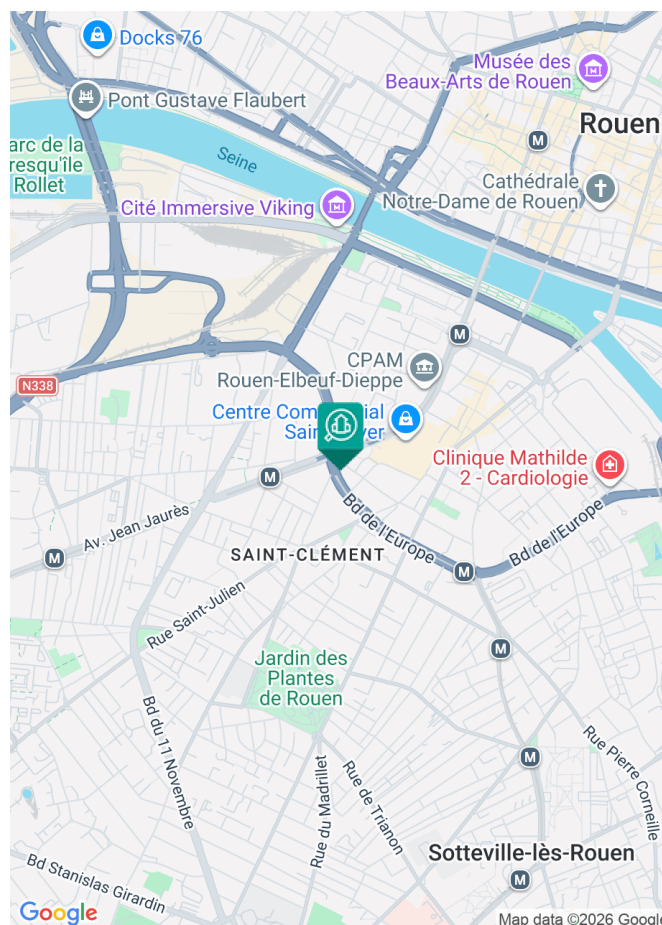 Docks 76
Musée des
Beaux-Arts de Rouen
Pont Gustave Flaubert
Rouen
M
arc de la
resqu'île
Rollet
Seine
Cathédrale
Notre-Dame de Rouen
Cité Immersive Viking
M
CPAM
Rouen-Elbeuf-Dieppe
N338
Centre Com
ial
Sai
yer
Clinique Mathilde
2 - Cardiologie
M
Av. Jean Jaurès
Bd de l'Europe
Bd de l'Europe
SAINT-CLÉMENT
M
M
Rue Saint-Julien
M
Jardin des
Plantes
de Rouen
Bd du 11 Novembre
M
Rue Pierre Corneille
Rue du Madrillet
Rue de Trianon
Sotteville-lès-Rouen
M
Bd Stanislas Girardin
Google
Map data ©2026 Google